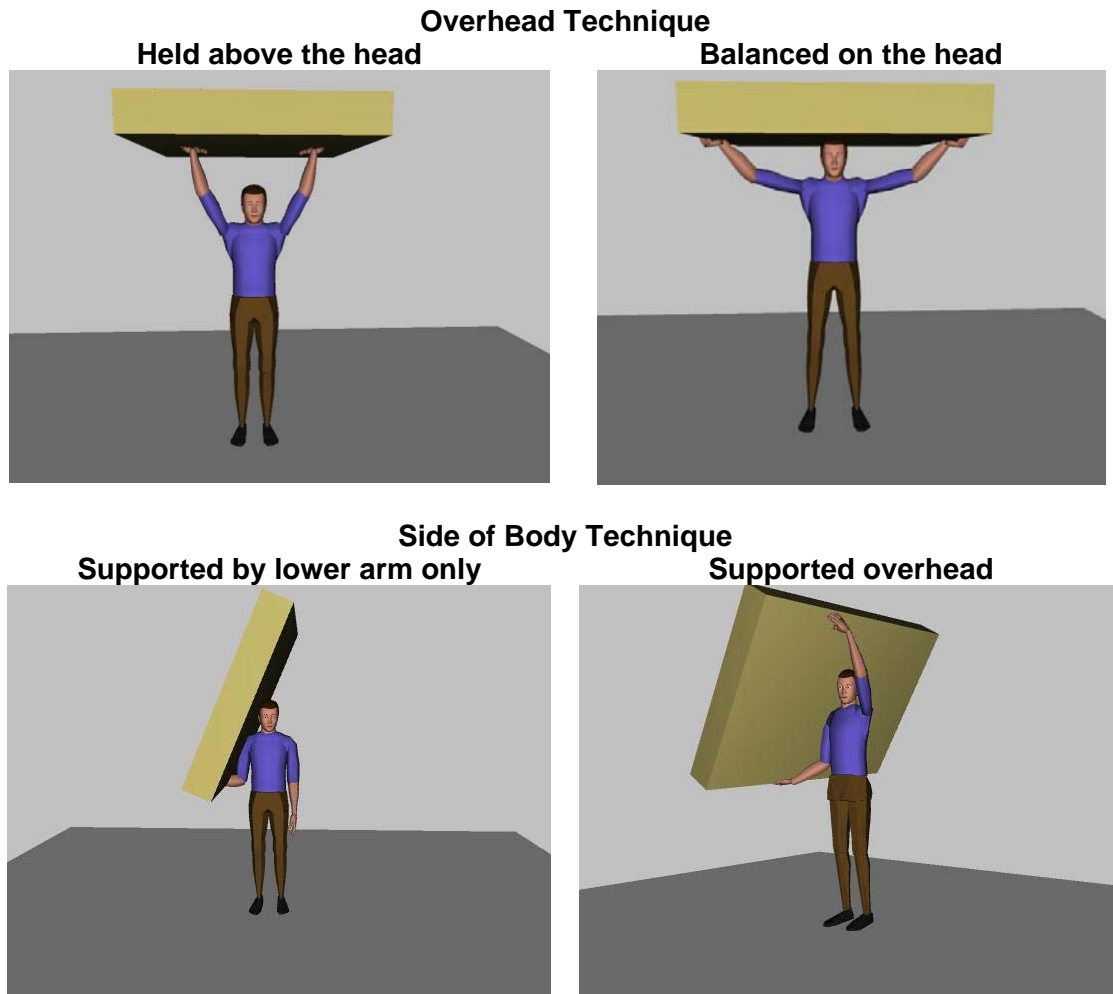 Overhead Technique
Held above the head
Balanced on the head
Side of Body Technique
Supported by lower arm only
Supported overhead